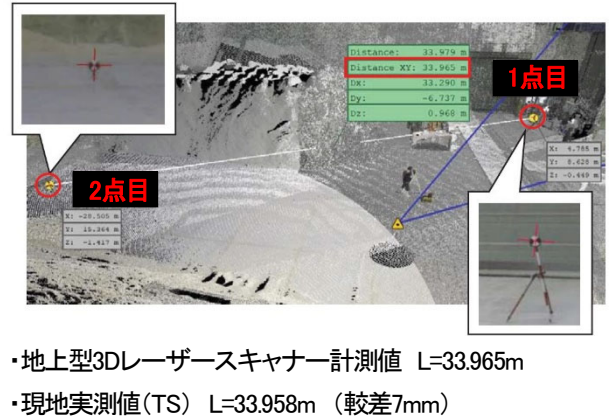 Distance: 33.979 m
Distance XY: 33.965 m
Dx: 33.290 m
Dy: -6.737 m
Dz: 0.968 m
1点目
X: 4.785 m
Y: 8.628 m
Z: -0.449 m
2点目
X: -28.505 m
Y: 15.364 m
Z: -1.417 m
・地上型3Dレーザースキャナー計測値 L=33.965m
・現地実測値(TS) L=33.958m (較差7mm)